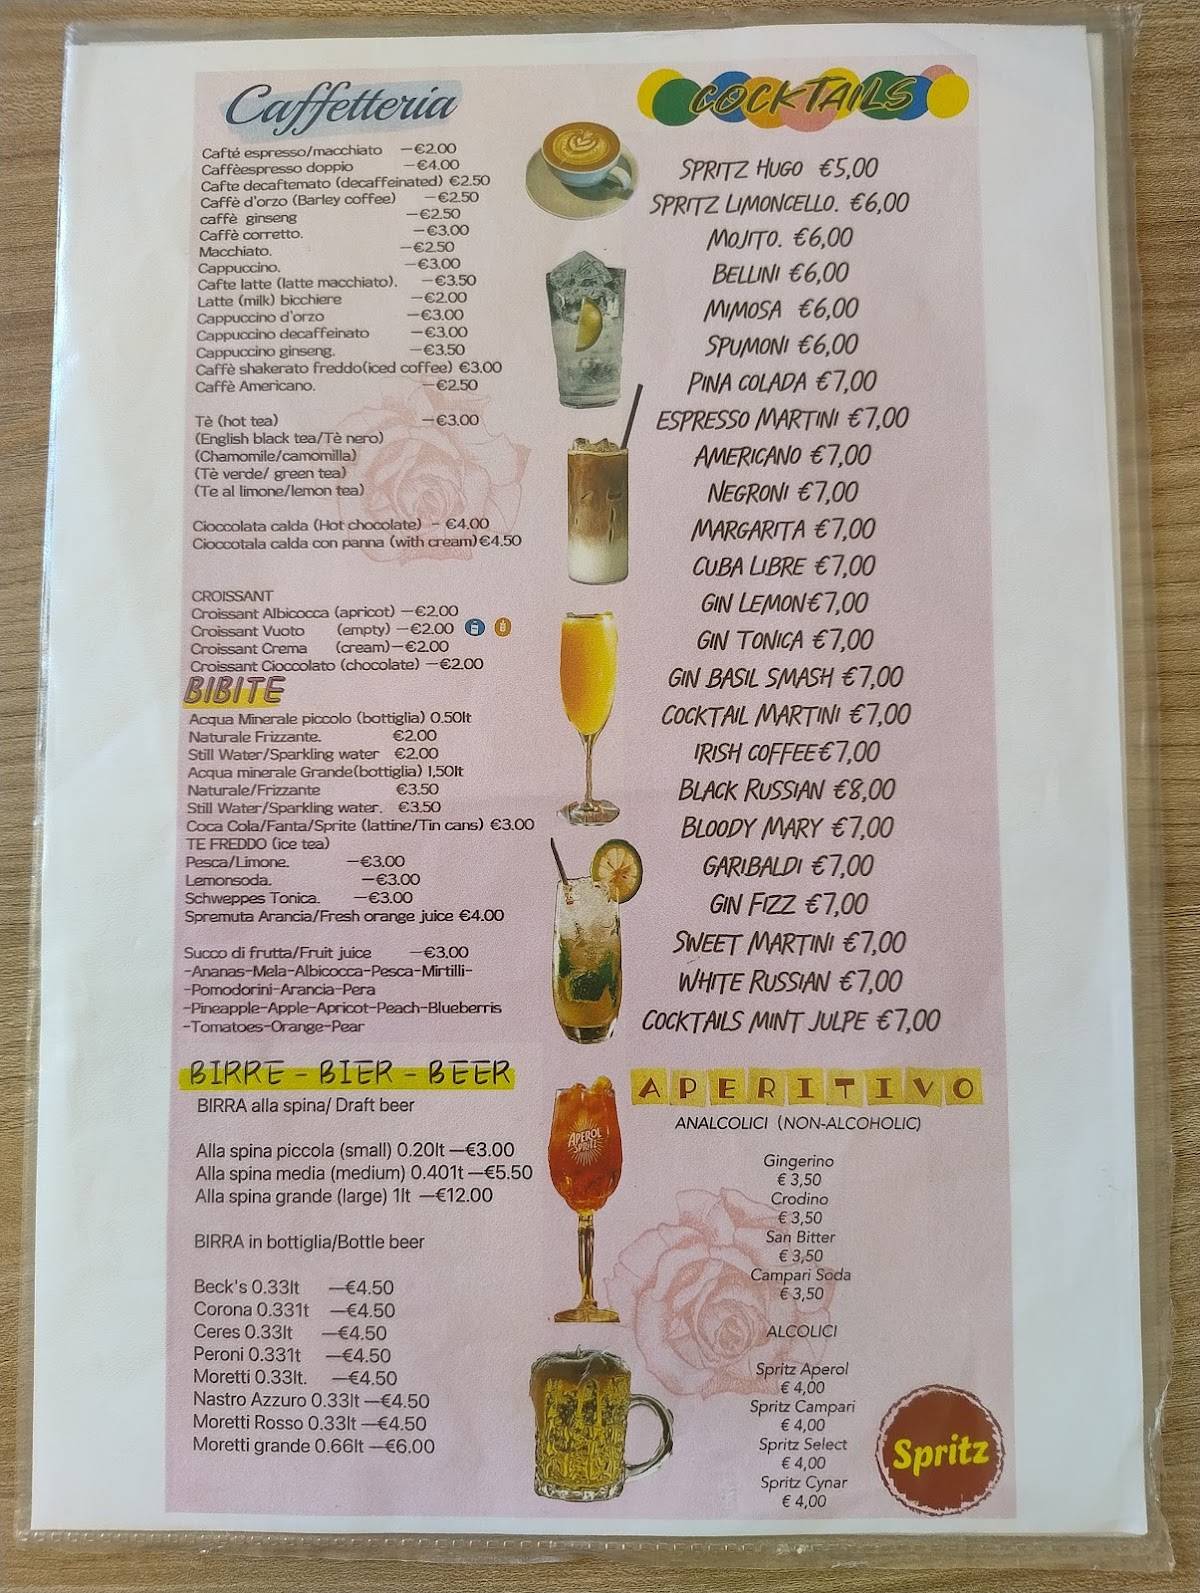 Caffetteria
Cafté espresso/macchiato —€2.00
Caffèespresso doppio —€4.00
Cafte decaftemato (decaffeinated) €2.50
Caffè d'orzo (Barley coffee) —€2.50
caffè ginseng —€2.50
Caffè corretto. —€3.00
Macchiato. —€2.50
Cappuccino. —€3.00
Cafte latte (latte macchiato). —€3.50
Latte (milk) bicchiere —€2.00
Cappuccino d'orzo —€3.00
Cappuccino decaffeinato —€3.00
Cappuccino ginseng. —€3.50
Caffè shakerato freddo(iced coffee) €3.00
Caffè Americano. —€2.50
Tè (hot tea) —€3.00
(English black tea/Tè nero)
(Chamomile/camomilla)
(Tè verde/ green tea)
(Te al limone/lemon tea)
Cioccolata calda (Hot chocolate) - €4.00
Cioccotala calda con panna (with cream)€4.50
CROISSANT
Croissant Albicocca (apricot) —€2.00
Croissant Vuoto (empty) —€2.00
Croissant Crema (cream)—€2.00
Croissant Cioccolato (chocolate) —€2.00
BIBITE
Acqua Minerale piccolo (bottiglia) 0.50lt
Naturale Frizzante. €2.00
Still Water/Sparkling water €2.00
Acqua minerale Grande(bottiglia) 1,50lt
Naturale/Frizzante €3.50
Still Water/Sparkling water. €3.50
Coca Cola/Fanta/Sprite (lattine/Tin cans) €3.00
TE FREDDO (ice tea)
Pesca/Limone. —€3.00
Lemonsoda. —€3.00
Schweppes Tonica. —€3.00
Spremuta Arancia/Fresh orange juice €4.00
Succo di frutta/Fruit juice —€3.00
-Ananas-Mela-Albicocca-Pesca-Mirtilli-
-Pomodorini-Arancia-Pera
-Pineapple-Apple-Apricot-Peach-Blueberris
-Tomatoes-Orange-Pear
BIRRE - BIER - BEER
BIRRA alla spina/ Draft beer
Alla spina piccola (small) 0.20lt —€3.00
Alla spina media (medium) 0.401t —€5.50
Alla spina grande (large) 1lt —€12.00
BIRRA in bottiglia/Bottle beer
Beck's 0.33lt —€4.50
Corona 0.331t —€4.50
Ceres 0.33lt —€4.50
Peroni 0.331t —€4.50
Moretti 0.33lt. —€4.50
Nastro Azzuro 0.33lt —€4.50
Moretti Rosso 0.33lt —€4.50
Moretti grande 0.66lt —€6.00
COCKTAILS
SPRITZ HUGO €5,00
SPRITZ LIMONCELLO. €6,00
MOJITO. €6,00
BELLINI €6,00
MIMOSA €6,00
SPUMONI €6,00
PINA COLADA €7,00
ESPRESSO MARTINI €7,00
AMERICANO €7,00
NEGRONI €7,00
MARGARITA €7,00
CUBA LIBRE €7,00
GIN LEMON€7,00
GIN TONICA €7,00
GIN BASIL SMASH €7,00
COCKTAIL MARTINI €7,00
IRISH COFFEE€7,00
BLACK RUSSIAN €8,00
BLOODY MARY €7,00
GARIBALDI €7,00
GIN FIZZ €7,00
SWEET MARTINI €7,00
WHITE RUSSIAN €7,00
COCKTAILS MINT JULPE €7,00
APEROL
SPRITZ
APERITIVO
ANALCOLICI (NON-ALCOHOLIC)
Gingerino
€ 3,50
Crodino
€ 3,50
San Bitter
€ 3,50
Campari Soda
€ 3,50
ALCOLICI
Spritz Aperol
€ 4,00
Spritz Campari
€ 4,00
Spritz Select
€ 4,00
Spritz Cynar
€ 4,00
Spritz